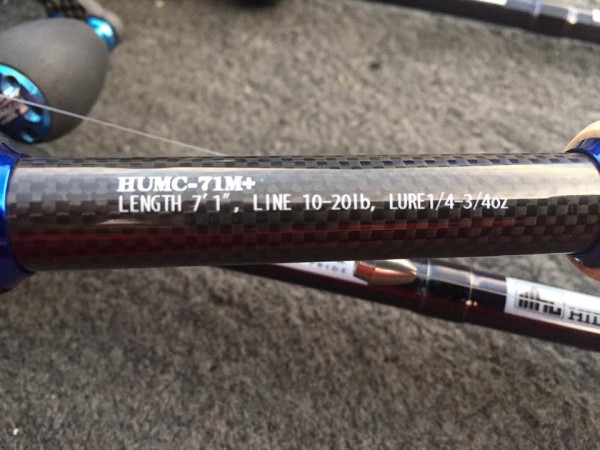 HUMC-71M+
LENGTH 7'1", LINE 10-20lb, LURE1/4-3/4oz